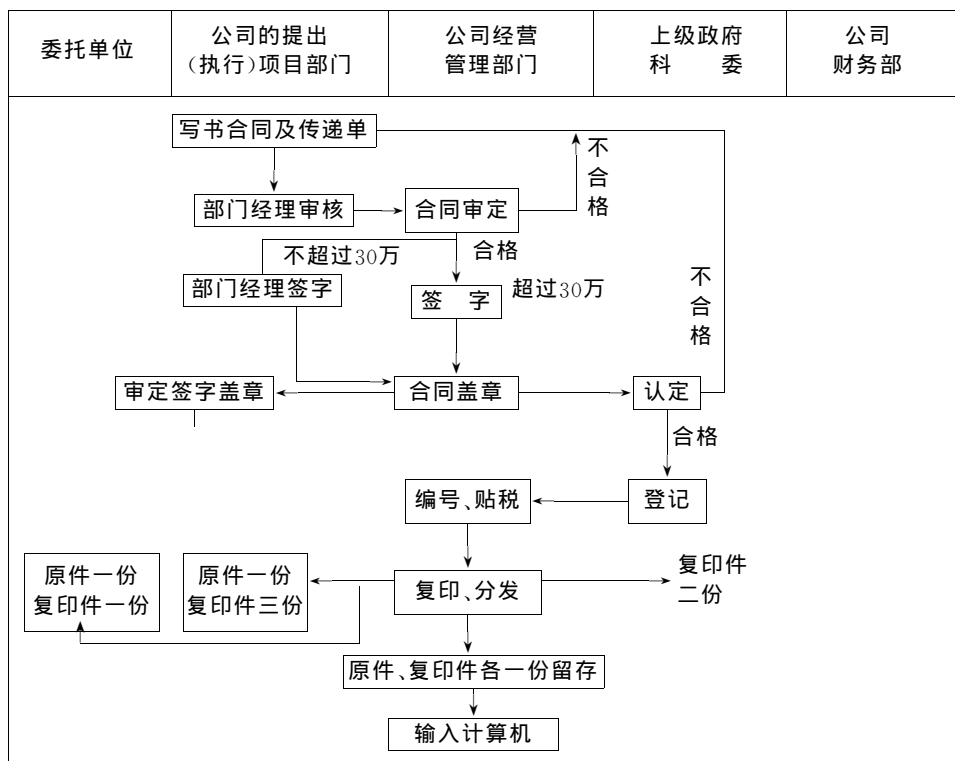 委托单位
公司的提出
(执行)项目部门
公司经营
管理部门
上级政府
科 委
公司
财务部
写书合同及传递单
不合格
部门经理审核
合同审定
不超过30万
合格
部门经理签字
签 字
超过30万
不合格
审定签字盖章
合同盖章
认定
合格
编号、贴税
登记
原件一份
复印件一份
原件一份
复印件三份
复印、分发
复印件
二份
原件、复印件各一份留存
输入计算机